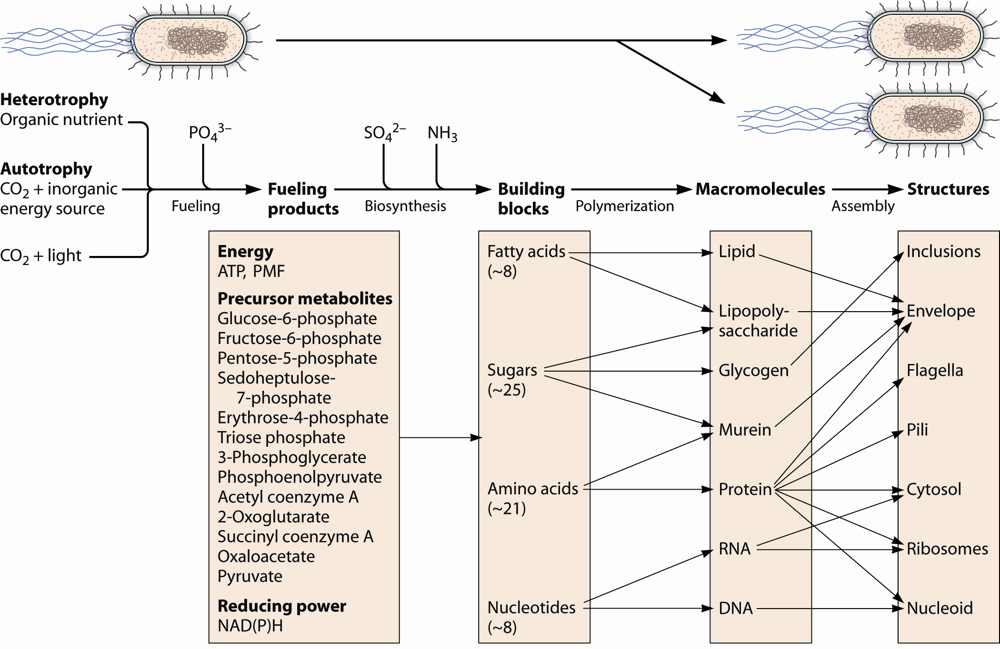 Heterotrophy
Organic nutrient
Autotrophy
CO₂ + inorganic
energy source
CO₂ + light
PO₄³⁻
Fueling
Fueling
products
SO₄²⁻
NH₃
Biosynthesis
Building
blocks
Polymerization
Macromolecules
Assembly
Structures
Energy
ATP, PMF
Precursor metabolites
Glucose-6-phosphate
Fructose-6-phosphate
Pentose-5-phosphate
Sedoheptulose-
7-phosphate
Erythrose-4-phosphate
Triose phosphate
3-Phosphoglycerate
Phosphoenolpyruvate
Acetyl coenzyme A
2-Oxoglutarate
Succinyl coenzyme A
Oxaloacetate
Pyruvate
Reducing power
NAD(P)H
Fatty acids
(~8)
Sugars
(~25)
Amino acids
(~21)
Nucleotides
(~8)
Lipid
Lipopoly-
saccharide
Glycogen
Murein
Protein
RNA
DNA
Inclusions
Envelope
Flagella
Pili
Cytosol
Ribosomes
Nucleoid